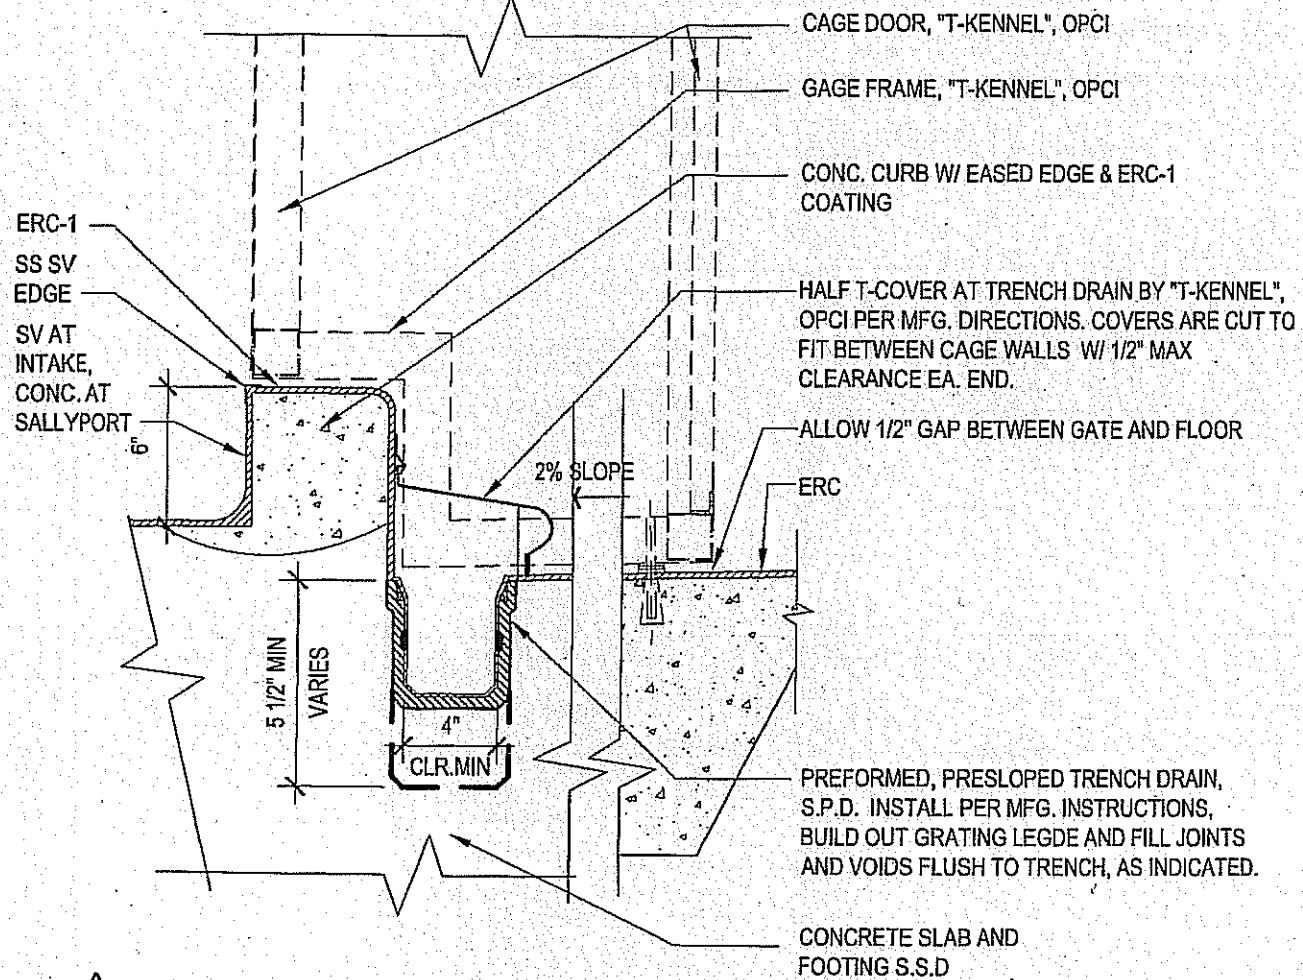 CAGE DOOR, "T-KENNEL", OPCI
GAGE FRAME, "T-KENNEL", OPCI
CONC. CURB W/ EASED EDGE & ERC-1
COATING
ERC-1
SS SV
EDGE
SV AT
INTAKE,
CONC. AT
SALLYPORT
6"
HALF T-COVER AT TRENCH DRAIN BY "T-KENNEL",
OPCI PER MFG. DIRECTIONS. COVERS ARE CUT TO
FIT BETWEEN CAGE WALLS W/ 1/2" MAX
CLEARANCE EA. END.
ALLOW 1/2" GAP BETWEEN GATE AND FLOOR
2% SLOPE
ERC
5 1/2" MIN
VARIES
4"
CLR.MIN
PREFORMED, PRESLOPED TRENCH DRAIN,
S.P.D. INSTALL PER MFG. INSTRUCTIONS,
BUILD OUT GRATING LEGDE AND FILL JOINTS
AND VOIDS FLUSH TO TRENCH, AS INDICATED.
CONCRETE SLAB AND
FOOTING S.S.D